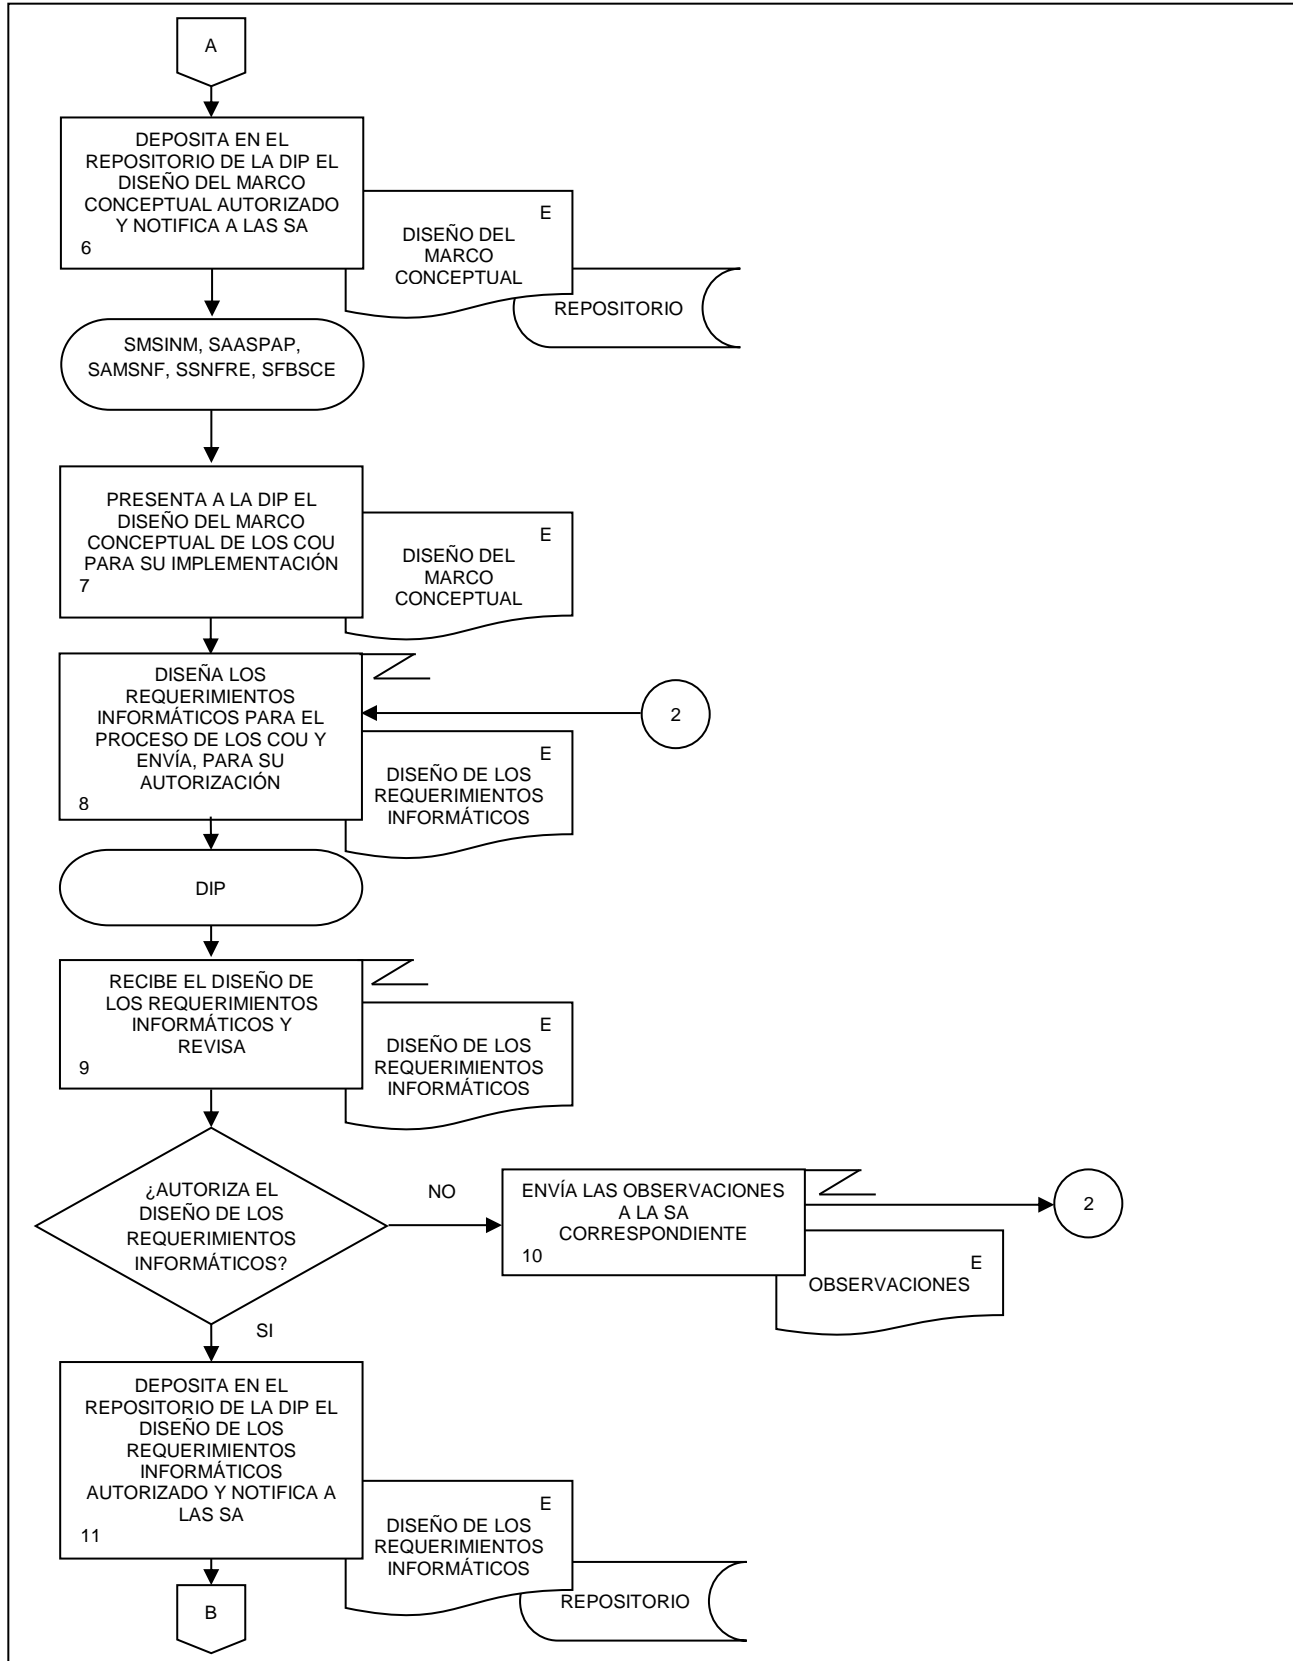 A
DEPOSITA EN EL
REPOSITORIO DE LA DIP EL
DISEÑO DEL MARCO
CONCEPTUAL AUTORIZADO
Y NOTIFICA A LAS SA
6
E
DISEÑO DEL
MARCO
CONCEPTUAL
REPOSITORIO
SMSINM, SAASPAP,
SAMSNF, SSNFRE, SFBSCE
PRESENTA A LA DIP EL
DISEÑO DEL MARCO
CONCEPTUAL DE LOS COU
PARA SU IMPLEMENTACIÓN
7
E
DISEÑO DEL
MARCO
CONCEPTUAL
DISEÑA LOS
REQUERIMIENTOS
INFORMÁTICOS PARA EL
PROCESO DE LOS COU Y
ENVÍA, PARA SU
AUTORIZACIÓN
8
2
E
DISEÑO DE LOS
REQUERIMIENTOS
INFORMÁTICOS
DIP
RECIBE EL DISEÑO DE
LOS REQUERIMIENTOS
INFORMÁTICOS Y
REVISA
9
E
DISEÑO DE LOS
REQUERIMIENTOS
INFORMÁTICOS
¿AUTORIZA EL
DISEÑO DE LOS
REQUERIMIENTOS
INFORMÁTICOS?
NO
ENVÍA LAS OBSERVACIONES
A LA SA
CORRESPONDIENTE
10
2
E
OBSERVACIONES
SI
DEPOSITA EN EL
REPOSITORIO DE LA DIP EL
DISEÑO DE LOS
REQUERIMIENTOS
INFORMÁTICOS
AUTORIZADO Y NOTIFICA A
LAS SA
11
E
DISEÑO DE LOS
REQUERIMIENTOS
INFORMÁTICOS
REPOSITORIO
B